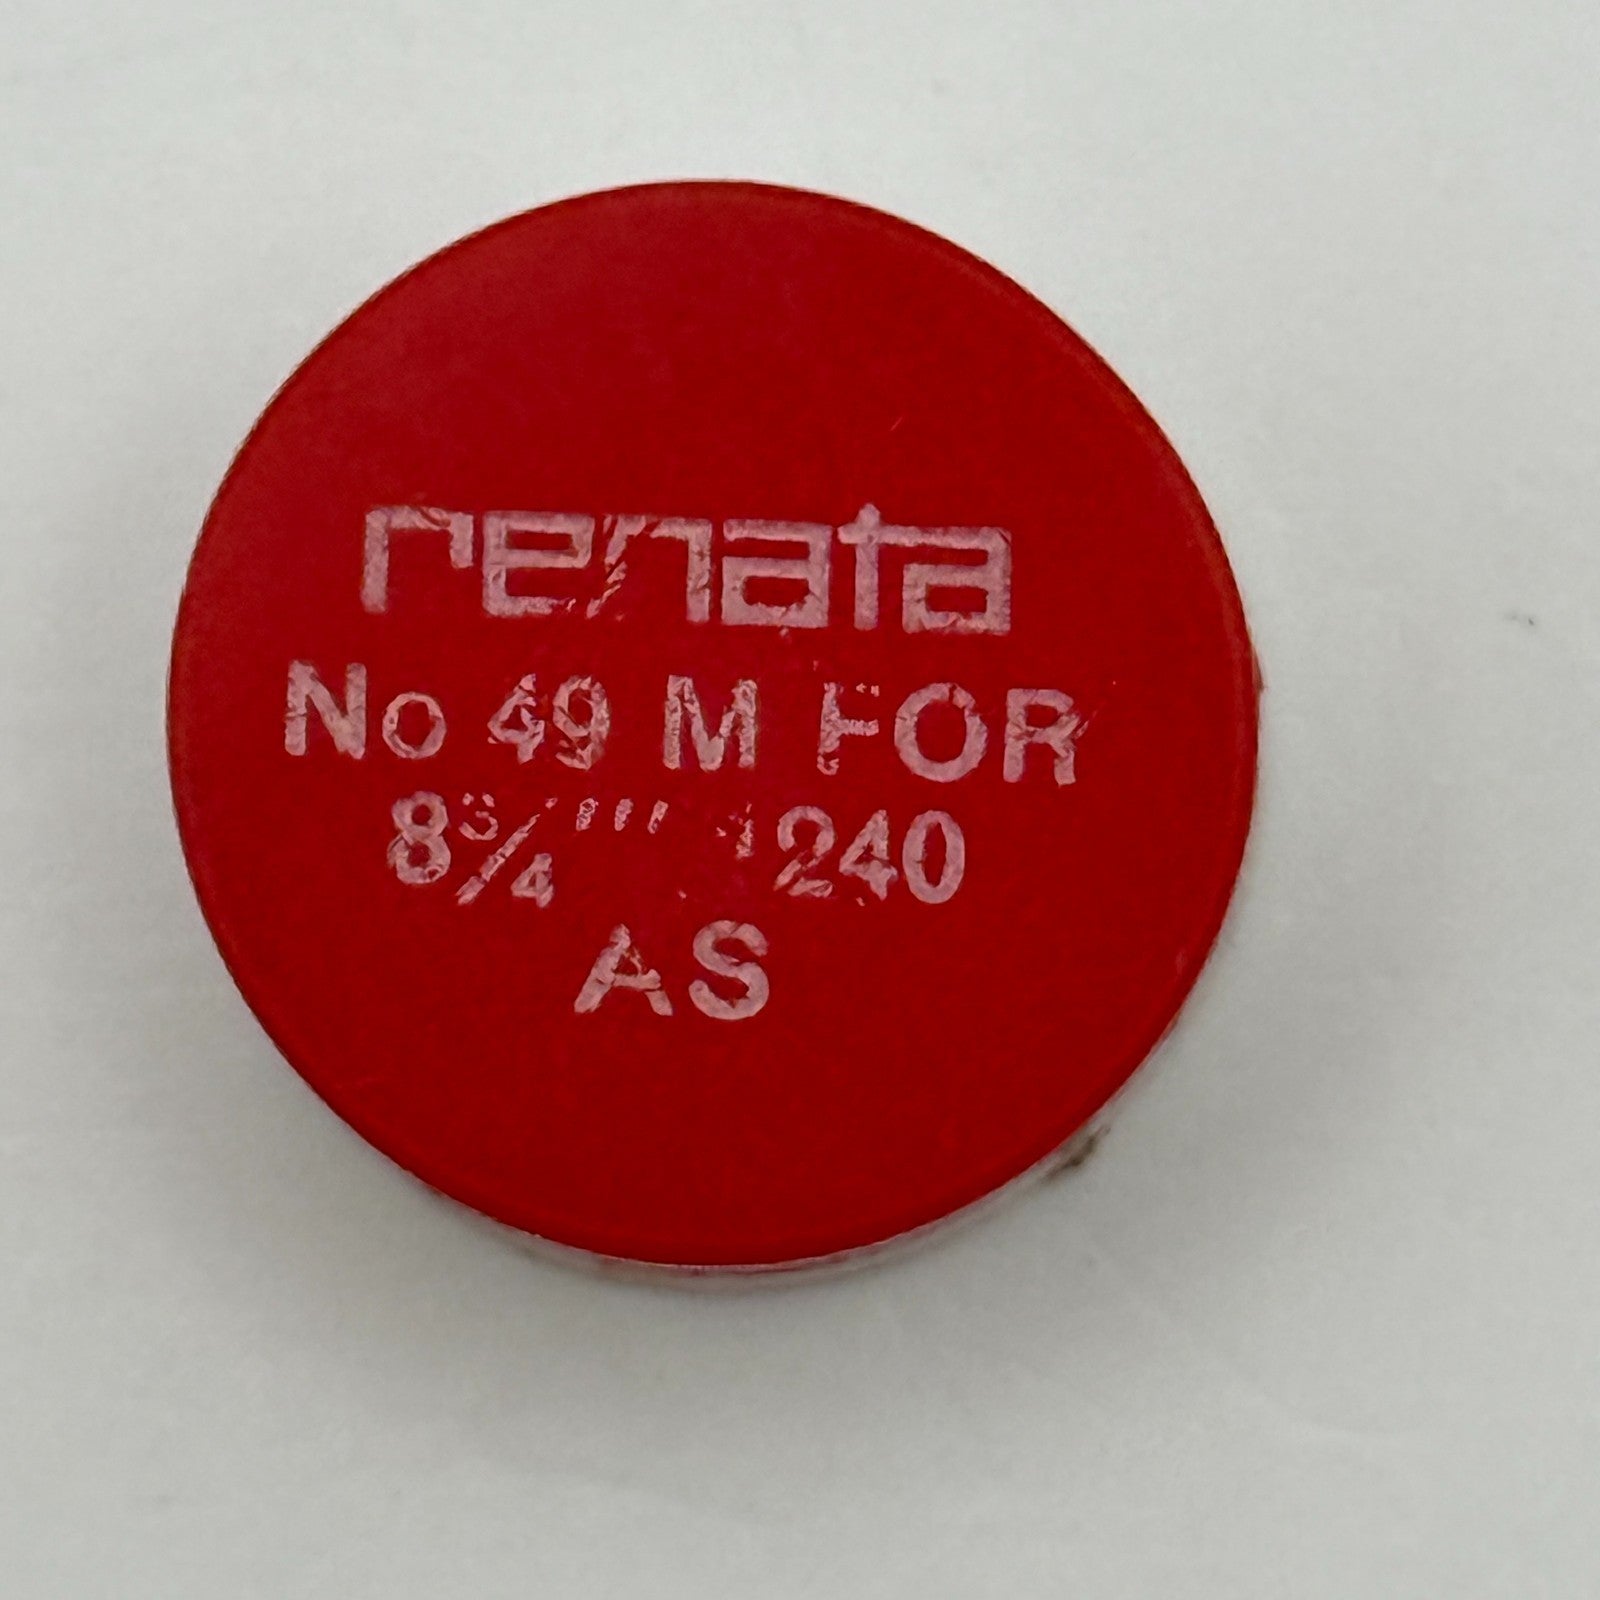 renata
No 49 M FOR
8¾''' 1240
AS